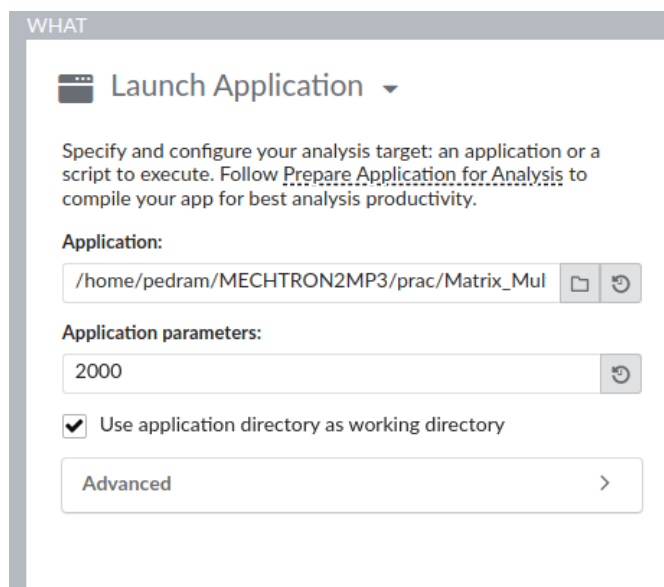 WHAT
Launch Application
Specify and configure your analysis target: an application or a
script to execute. Follow Prepare Application for Analysis to
compile your app for best analysis productivity.
Application:
/home/pedram/MECHTRON2MP3/prac/Matrix_Mul
Application parameters:
2000
Use application directory as working directory
Advanced